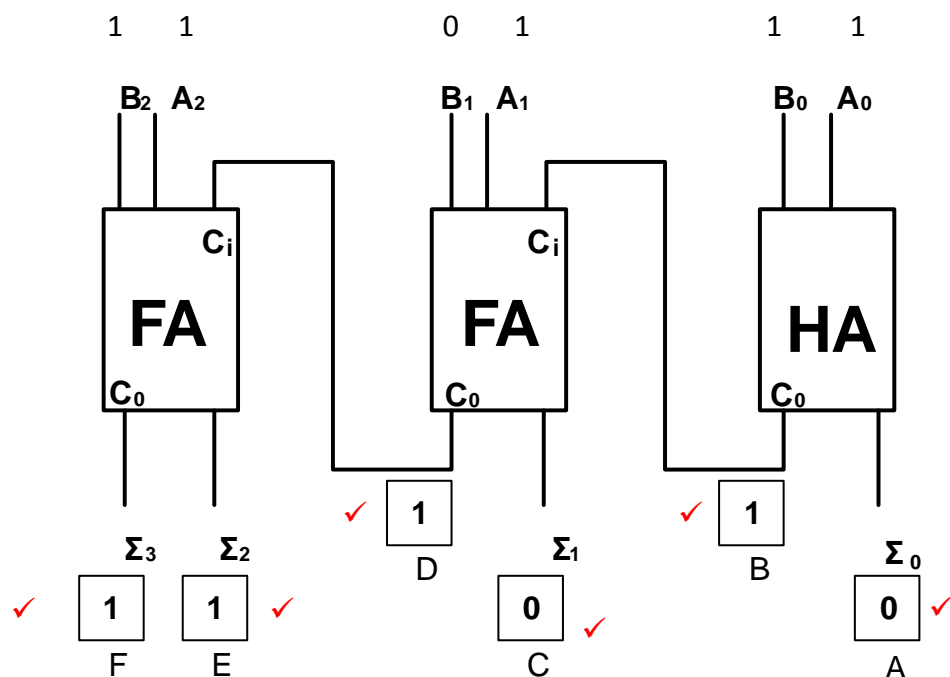 1 1 0 1 1 1
B₂ A₂ B₁ A₁ B₀ A₀
Cᵢ Cᵢ
FA FA HA
C₀ C₀ C₀
1 1
Σ₃ Σ₂ D Σ₁ B Σ₀
1 1 0 0
F E C A